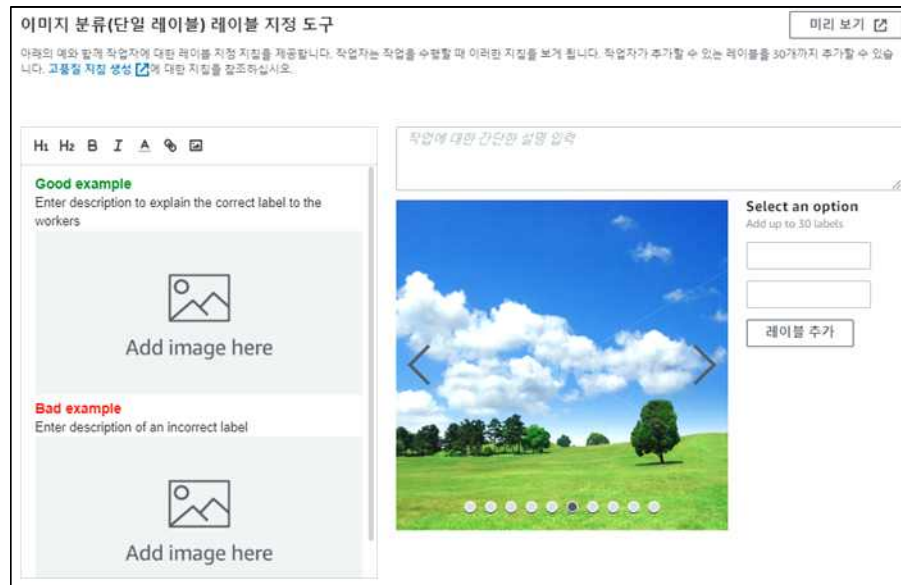 이미지 분류(단일 레이블) 레이블 지정 도구
미리 보기
아래의 예와 함께 작업자에 대한 레이블 지정 지침을 제공합니다. 작업자는 작업을 수행할 때 이러한 지침을 보게 됩니다. 작업자가 추가할 수 있는 레이블을 30개까지 추가할 수 있습
니다. 고품질 지침 생성에 대한 지침을 참조하십시오.
H1 H2 B I A
Good example
Enter description to explain the correct label to the
workers
Add image here
Bad example
Enter description of an incorrect label
Add image here
작업에 대한 간단한 설명 입력
Select an option
Add up to 30 labels
레이블 추가